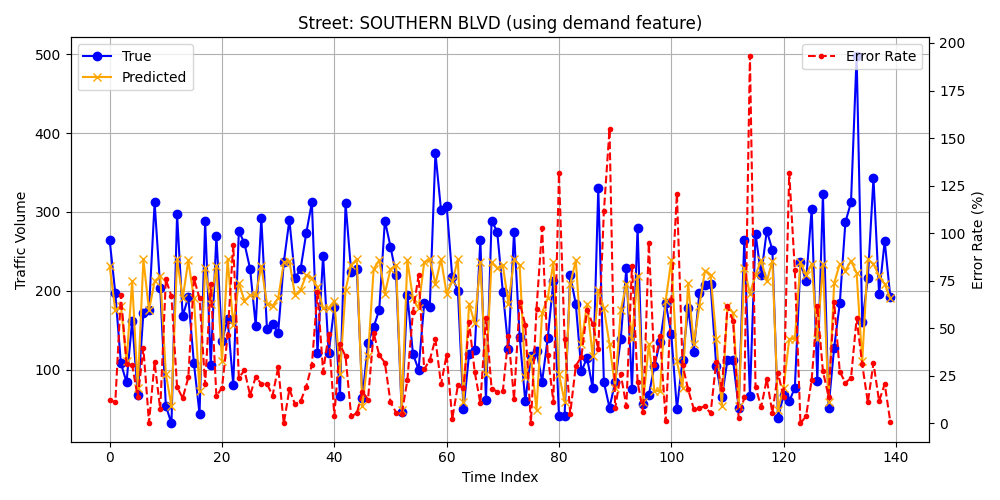 Street: SOUTHERN BLVD (using demand feature)
True
Predicted
Error Rate
500
400
300
200
100
Traffic Volume
200
175
150
125
100
75
50
25
0
Error Rate (%)
0 20 40 60 80 100 120 140
Time Index